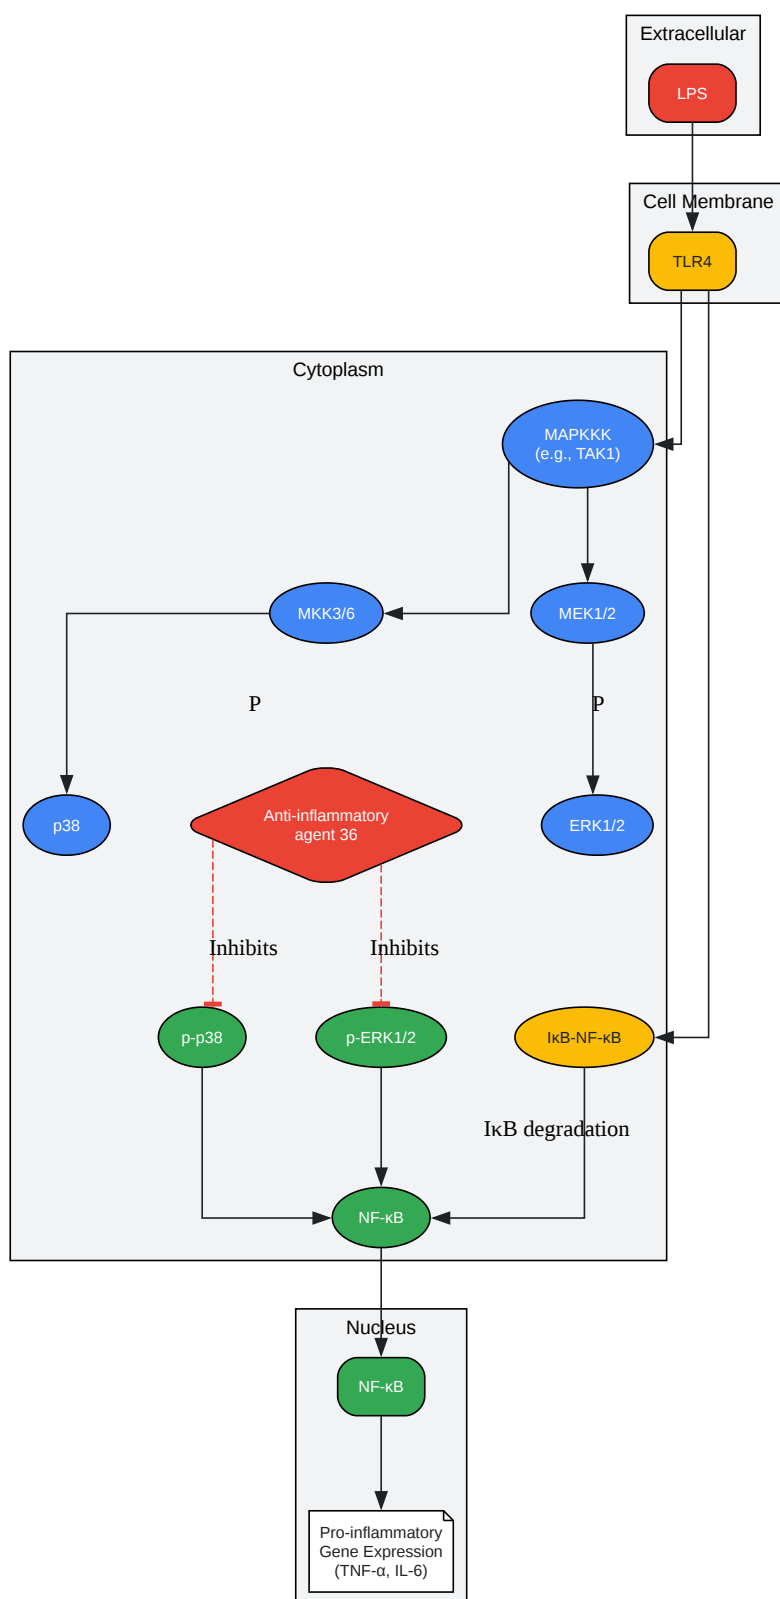 Extracellular
LPS
Cell Membrane
TLR4
Cytoplasm
MAPKKK
(e.g., TAK1)
MKK3/6
MEK1/2
P
P
p38
Anti-inflammatory
agent 36
ERK1/2
Inhibits
Inhibits
p-p38
p-ERK1/2
IκB-NF-κB
IκB degradation
NF-κB
Nucleus
NF-κB
Pro-inflammatory
Gene Expression
(TNF-α, IL-6)